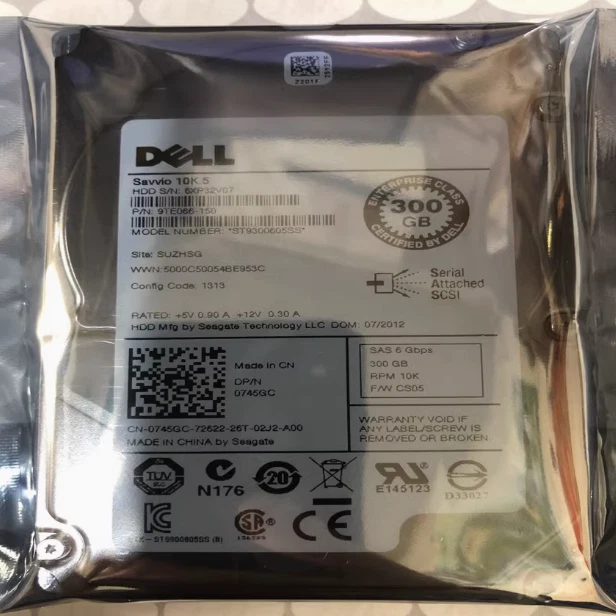 DELL
Savvio 10K.5
HDD S/N: 6XP32V07
P/N: 9TE066-150
MODEL NUMBER: "ST9300605SS"
ENTERPRISE CLASS
300
GB
CERTIFIED BY DELL
Site: SUZHSG
WWN:5000C50054BE953C
Config Code: 1313
Serial
Attached
SCSI
RATED: +5V 0.90 A +12V 0.30 A
HDD Mfg by Seagate Technology LLC DOM: 07/2012
Made in CN
DP/N
0745GC
SAS 6 Gbps
300 GB
RPM 10K
F/W CS05
CN-0745GC-72622-26T-02J2-A00
MADE IN CHINA by Seagate
WARRANTY VOID IF
ANY LABEL/SCREW IS
REMOVED OR BROKEN
TUV
N176
20
E145123
D33027
SA
CE